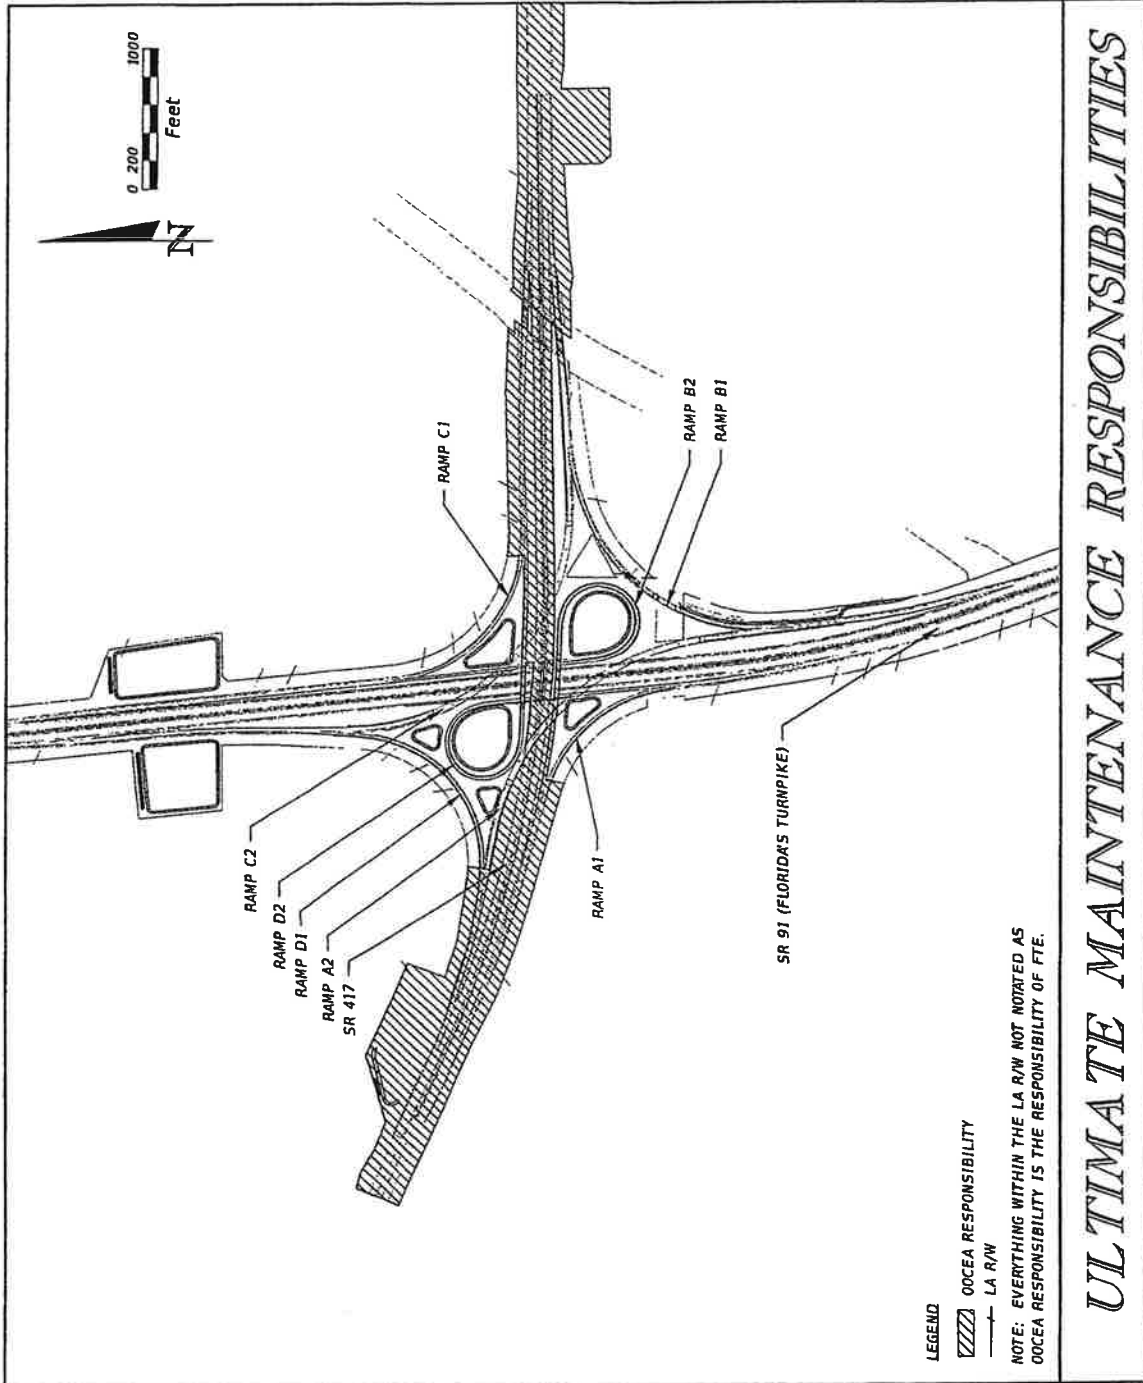 0 200 1000
Feet
N
RAMP C1
RAMP B2
RAMP B1
RAMP C2
RAMP D2
RAMP D1
RAMP A2
SR 417
RAMP A1
SR 91 (FLORIDA'S TURNPIKE)
LEGEND
OOCEA RESPONSIBILITY
LA R/W
NOTE: EVERYTHING WITHIN THE LA R/W NOT NOTATED AS
OOCEA RESPONSIBILITY IS THE RESPONSIBILITY OF FTE.
ULTIMATE MAINTENANCE RESPONSIBILITIES